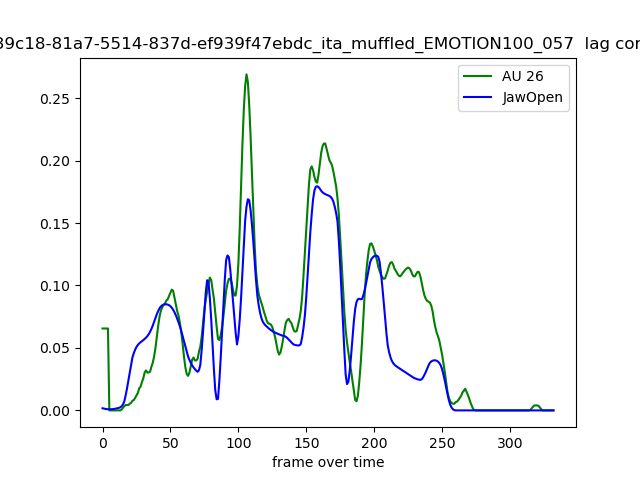 39c18-81a7-5514-837d-ef939f47ebdc_ita_muffled_EMOTION100_057 lag cor
AU 26
JawOpen
0.25
0.20
0.15
0.10
0.05
0.00
0 50 100 150 200 250 300
frame over time